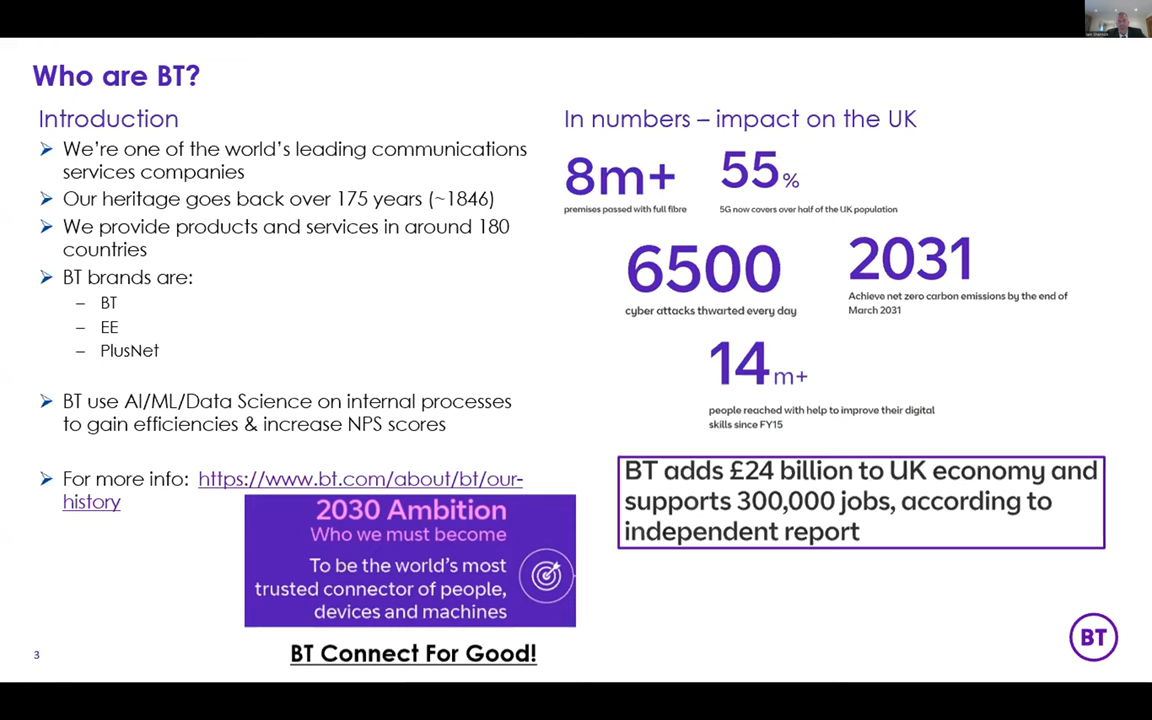 Who are BT?
Introduction
➢ We're one of the world's leading communications
services companies
➢ Our heritage goes back over 175 years (~1846)
➢ We provide products and services in around 180
countries
➢ BT brands are:
– BT
– EE
– PlusNet
➢ BT use AI/ML/Data Science on internal processes
to gain efficiencies & increase NPS scores
➢ For more info: https://www.bt.com/about/bt/our-
history
2030 Ambition
Who we must become
To be the world's most
trusted connector of people,
devices and machines
BT Connect For Good!
In numbers – impact on the UK
8m+
premises passed with full fibre
55%
5G now covers over half of the UK population
6500
cyber attacks thwarted every day
2031
Achieve net zero carbon emissions by the end of
March 2031
14m+
people reached with help to improve their digital
skills since FY15
BT adds £24 billion to UK economy and
supports 300,000 jobs, according to
independent report
BT
3